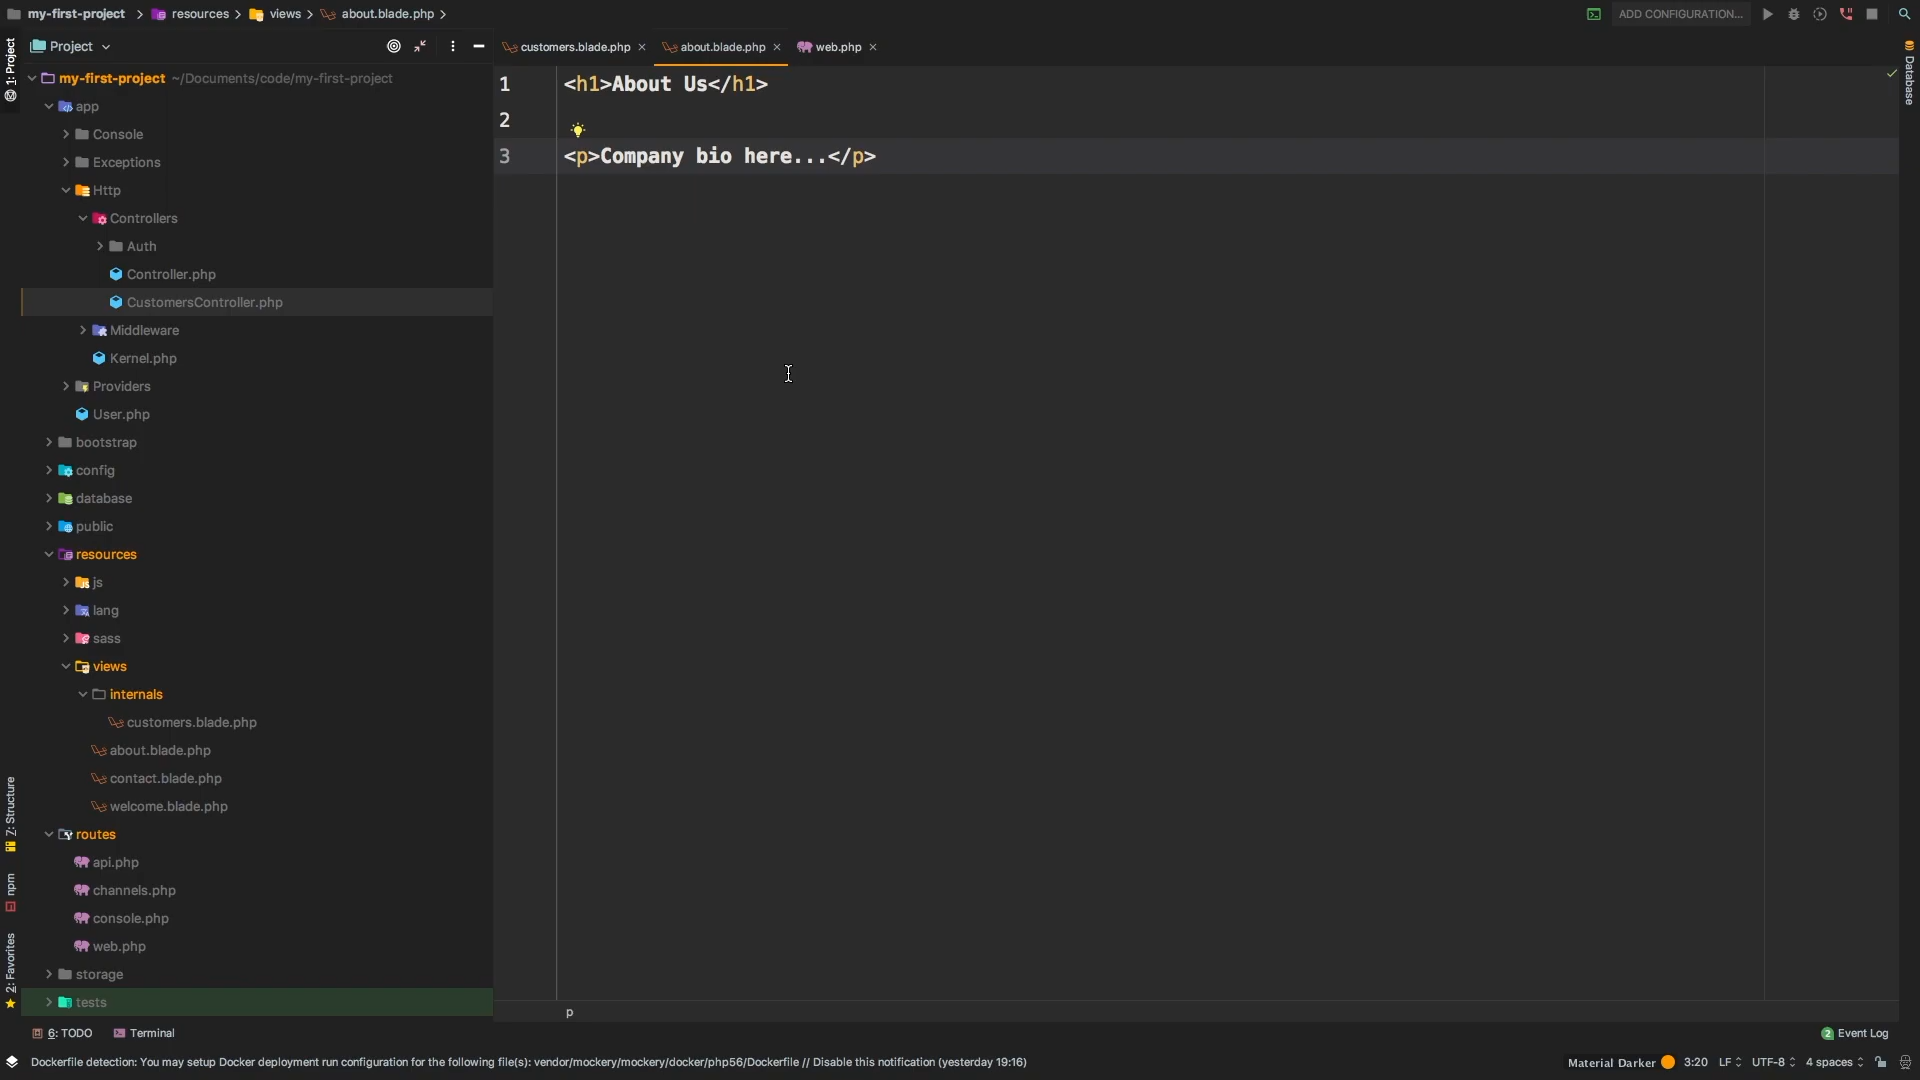 my-first-project > resources > views > about.blade.php >
ADD CONFIGURATION...
1: Project
Project
my-first-project ~/Documents/code/my-first-project
app
Console
Exceptions
Http
Controllers
Auth
Controller.php
CustomersController.php
Middleware
Kernel.php
Providers
User.php
bootstrap
config
database
public
resources
js
lang
sass
views
internals
customers.blade.php
about.blade.php
contact.blade.php
welcome.blade.php
routes
api.php
channels.php
console.php
web.php
storage
tests
Z: Structure
npm
2: Favorites
customers.blade.php
about.blade.php
web.php
1 <h1>About Us</h1>
2
3 <p>Company bio here...</p>
p
Database
6: TODO
Terminal
2 Event Log
Dockerfile detection: You may setup Docker deployment run configuration for the following file(s): vendor/mockery/mockery/docker/php56/Dockerfile // Disable this notification (yesterday 19:16)
Material Darker 3:20 LF UTF-8 4 spaces